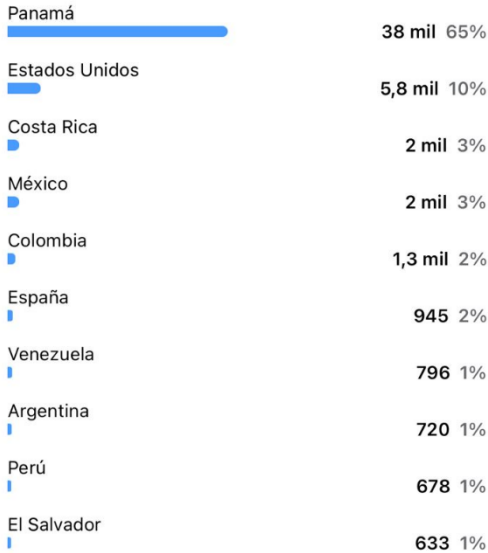 Panamá
38 mil 65%
Estados Unidos
5,8 mil 10%
Costa Rica
2 mil 3%
México
2 mil 3%
Colombia
1,3 mil 2%
España
945 2%
Venezuela
796 1%
Argentina
720 1%
Perú
678 1%
El Salvador
633 1%